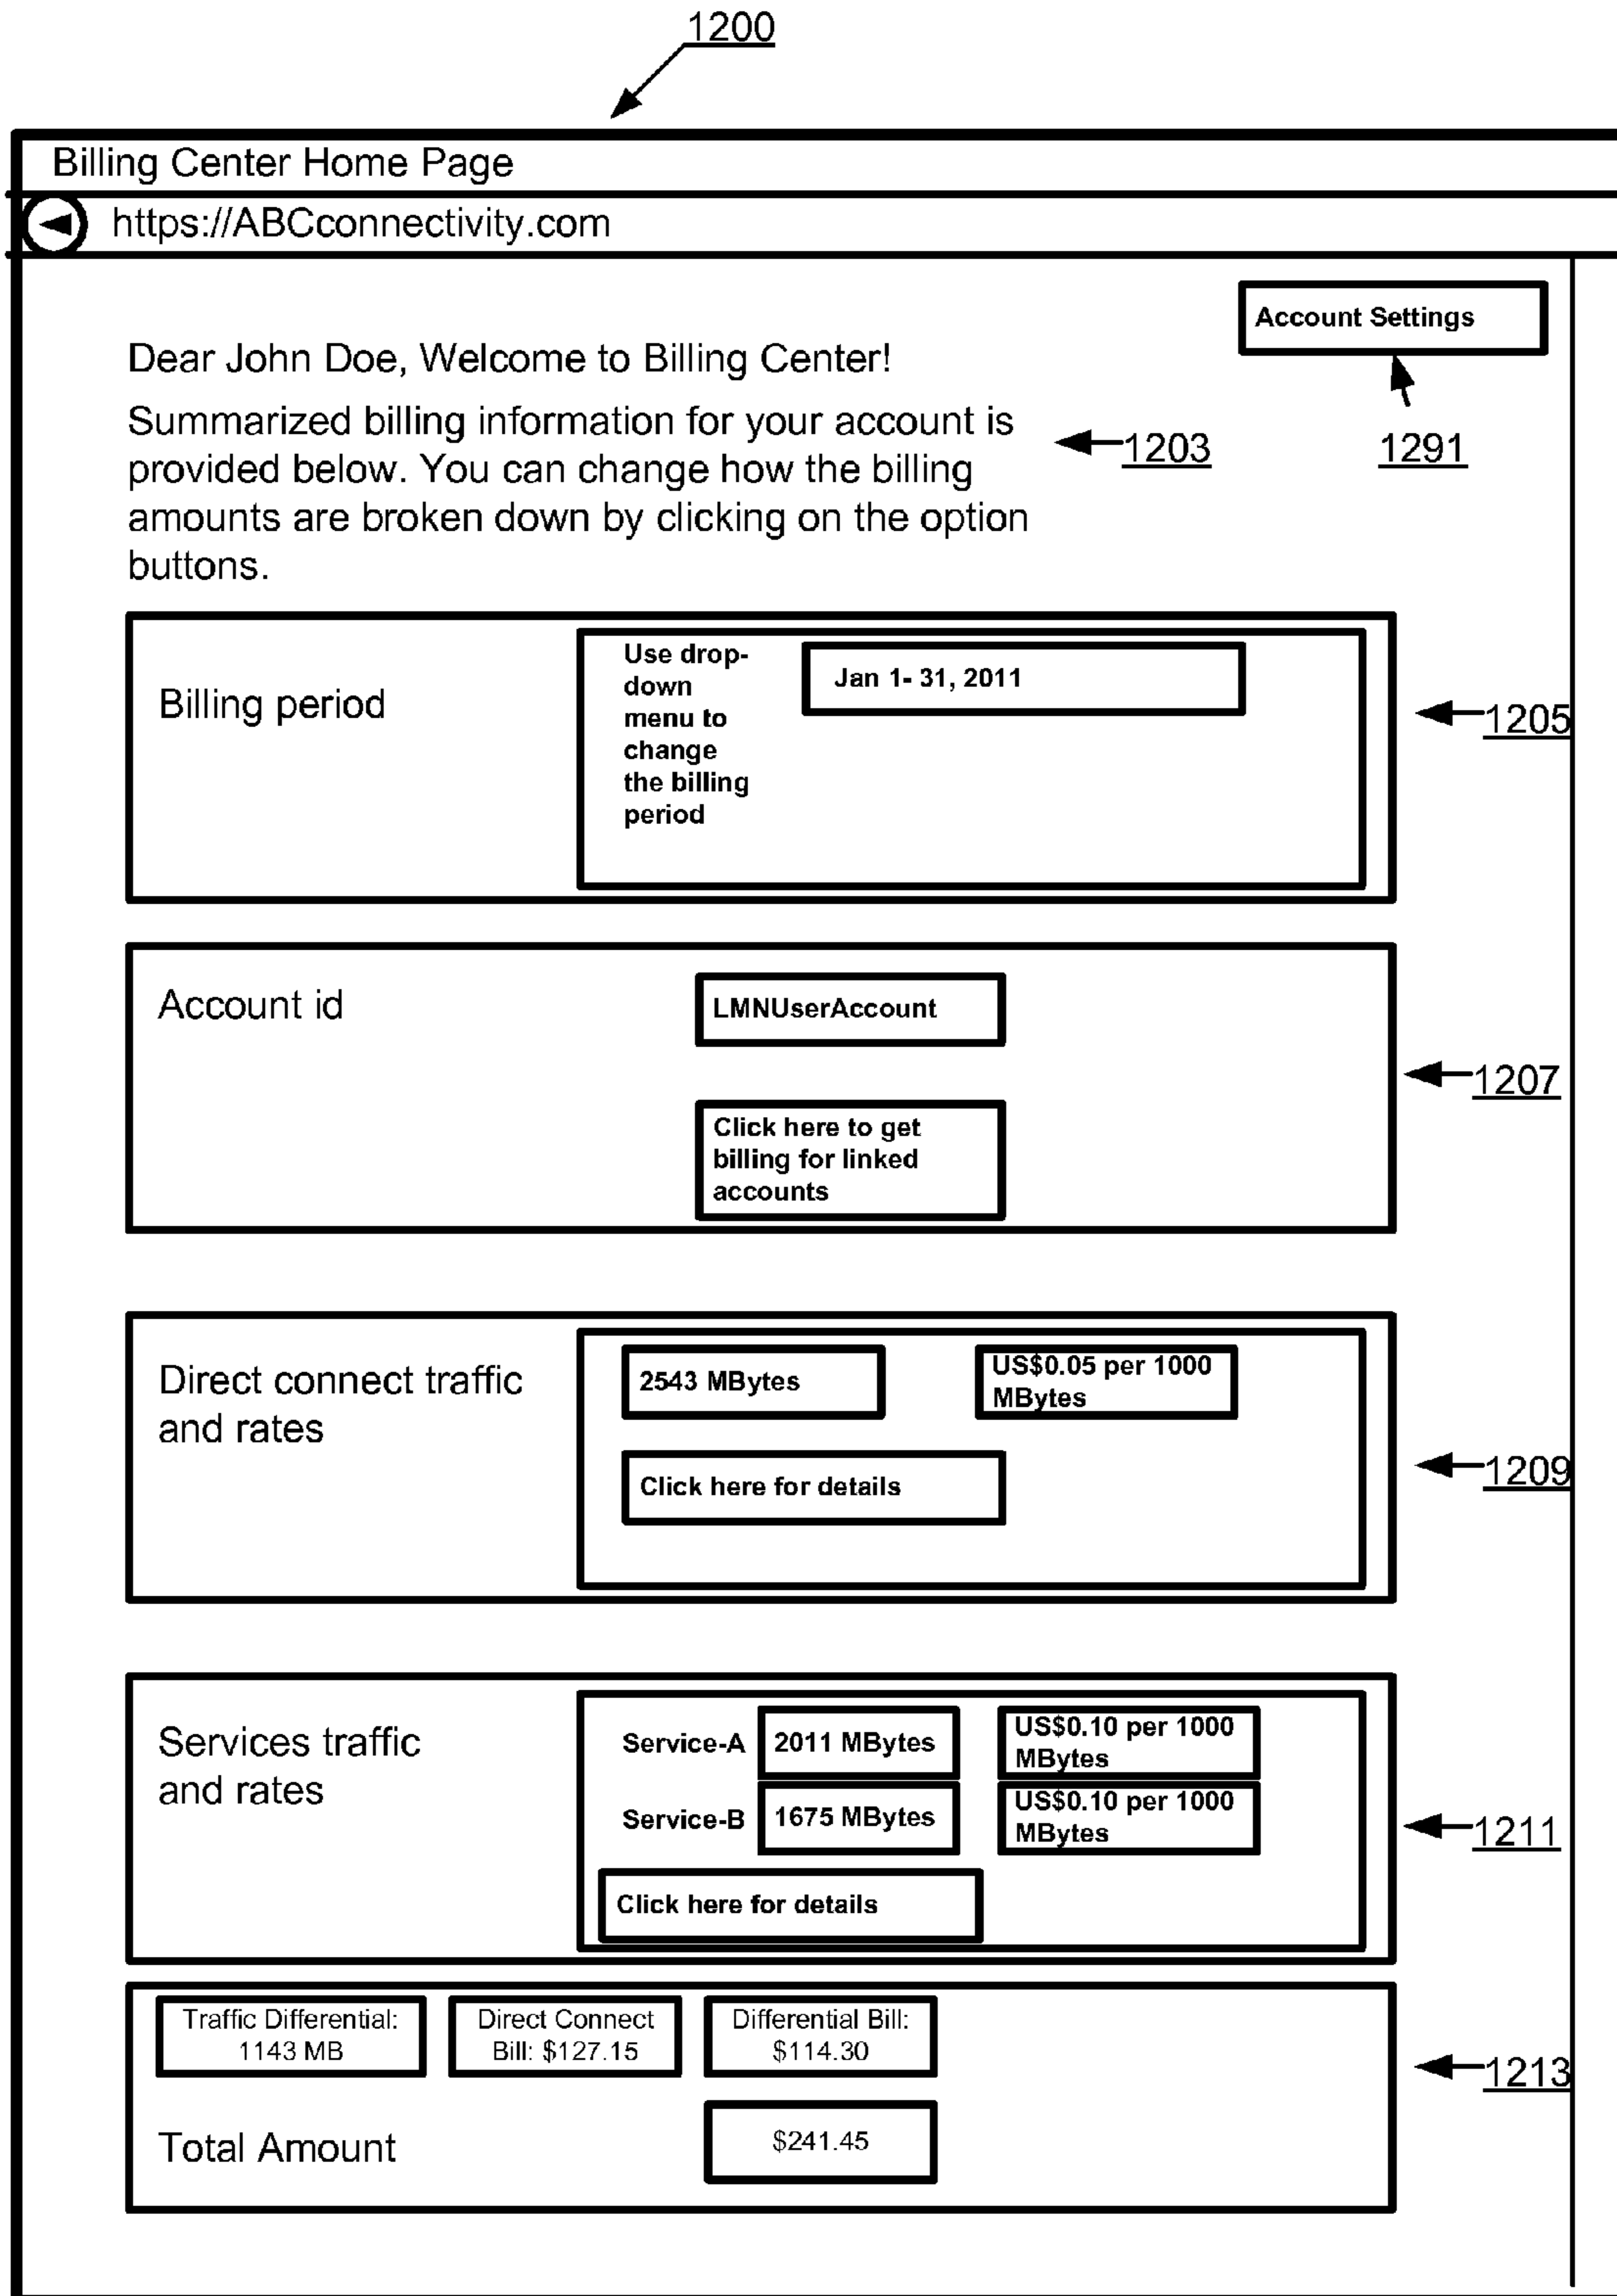 1200
Billing Center Home Page
https://ABCconnectivity.com
Account Settings
1291
Dear John Doe, Welcome to Billing Center!
Summarized billing information for your account is
provided below. You can change how the billing
amounts are broken down by clicking on the option
buttons.
1203
Billing period
Use drop-
down
menu to
change
the billing
period
Jan 1- 31, 2011
1205
Account id
LMNUserAccount
Click here to get
billing for linked
accounts
1207
Direct connect traffic
and rates
2543 MBytes
US$0.05 per 1000
MBytes
Click here for details
1209
Services traffic
and rates
Service-A
2011 MBytes
US$0.10 per 1000
MBytes
Service-B
1675 MBytes
US$0.10 per 1000
MBytes
Click here for details
1211
Traffic Differential:
1143 MB
Direct Connect
Bill: $127.15
Differential Bill:
$114.30
1213
Total Amount
$241.45